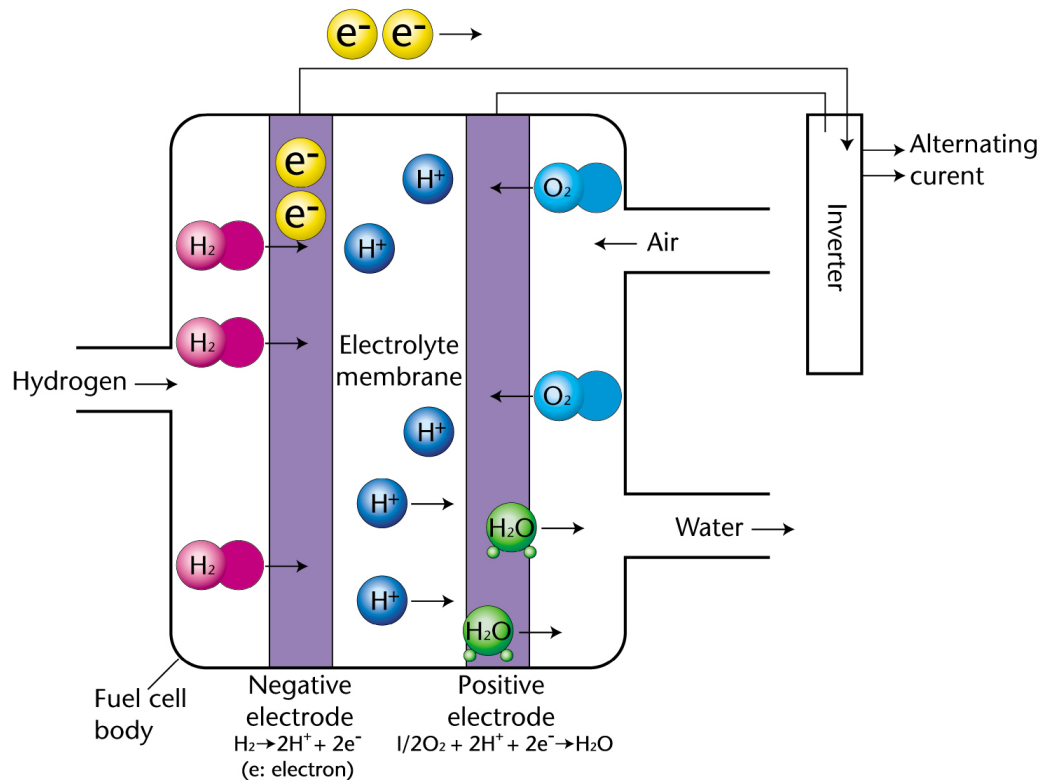 e- e-
e-
e-
H+
O₂
Alternating
curent
H₂
H+
Air
Inverter
H₂
Electrolyte
membrane
Hydrogen
O₂
H+
H+
H₂O
Water
H₂
H+
H₂O
Fuel cell
body
Negative
electrode
H₂→2H⁺ + 2e⁻
(e: electron)
Positive
electrode
I/2O₂ + 2H⁺ + 2e⁻→H₂O